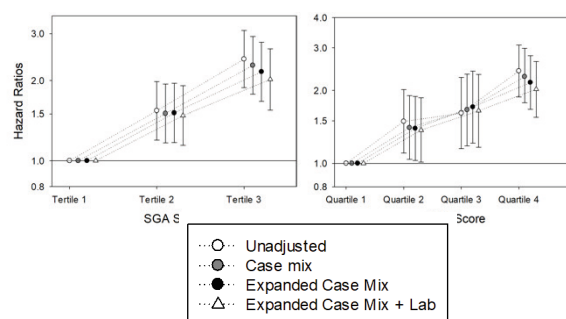 Hazard Ratios
3.0
2.0
1.5
1.0
0.8
Tertile 1 Tertile 2 Tertile 3
SGA S
4.0
3.0
2.0
1.5
1.0
0.8
Quartile 1 Quartile 2 Quartile 3 Quartile 4
Score
Unadjusted
Case mix
Expanded Case Mix
Expanded Case Mix + Lab